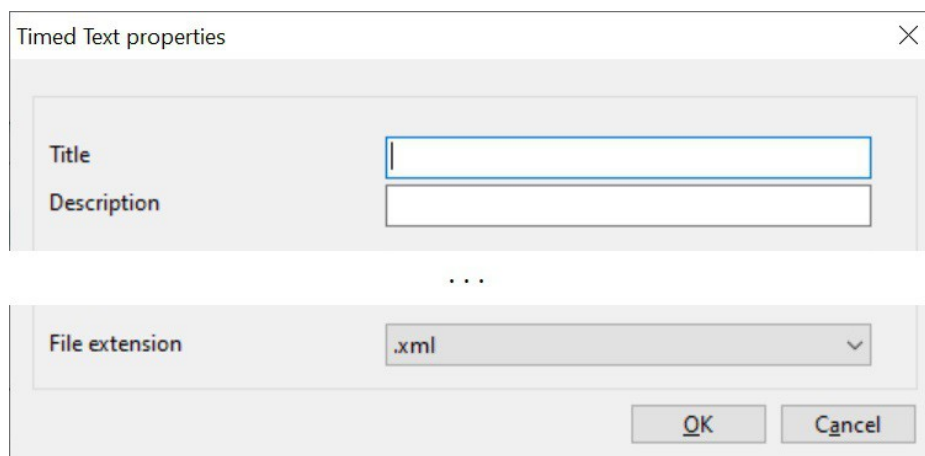 Timed Text properties
Title
Description
...
File extension .xml
OK Cancel